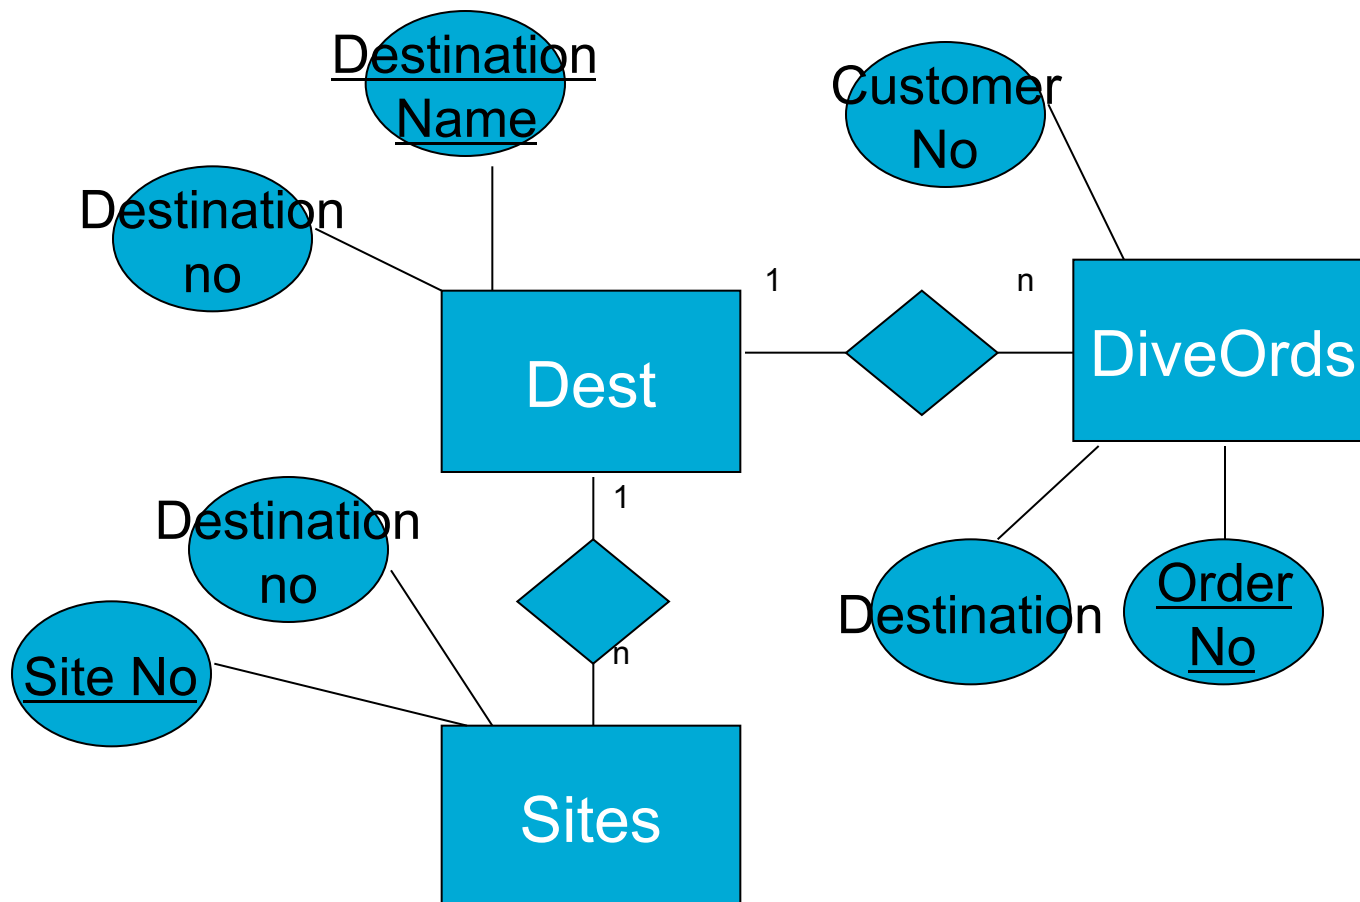 Destination
Name
Customer
No
Destination
no
1
n
DiveOrds
Dest
1
Destination
no
Destination
Order
No
n
Site No
Sites